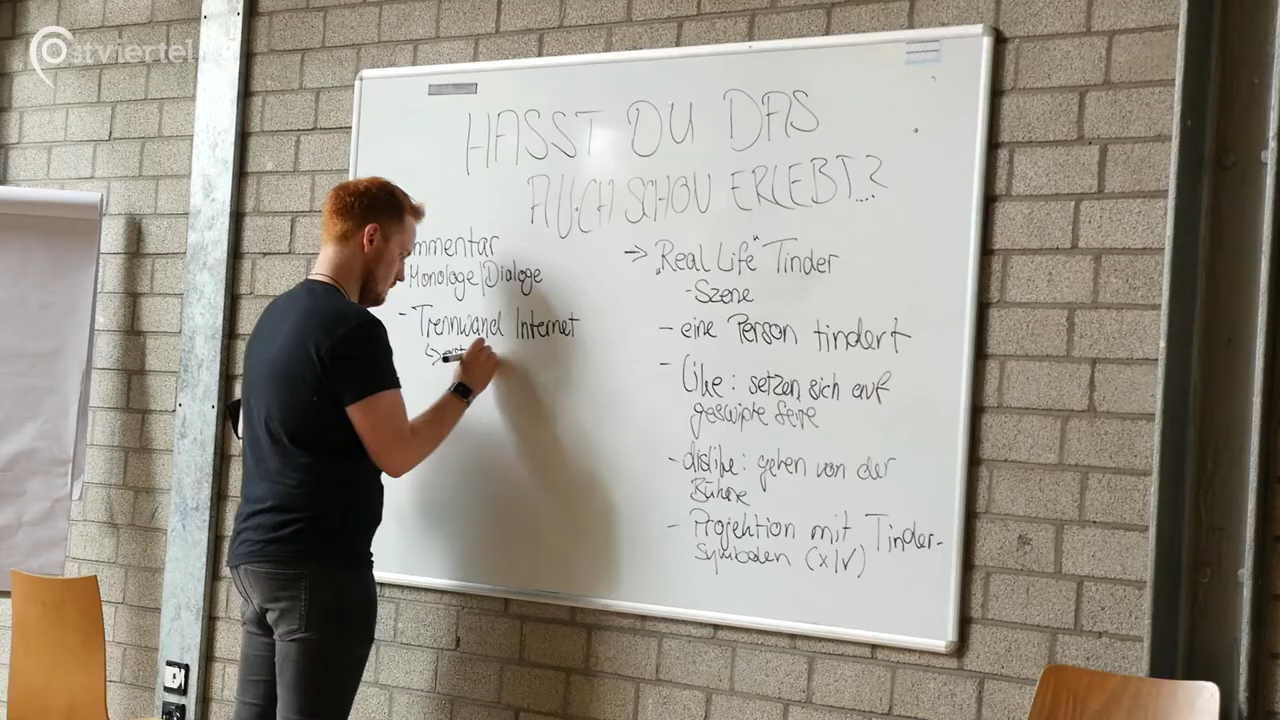 Ostviertel.
HASST DU DAS
AUCH SCHON ERLEBT...?
mmentar
Monologe/Dialoge
- Trennwand Internet
↳
→ „Real Life" Tinder
- Szene
- eine Person tindert
- Like: setzen sich auf
geswipte Seite
- dislike: gehen von der
Bühne
- Projektion mit Tinder-
symbolen (x/v)